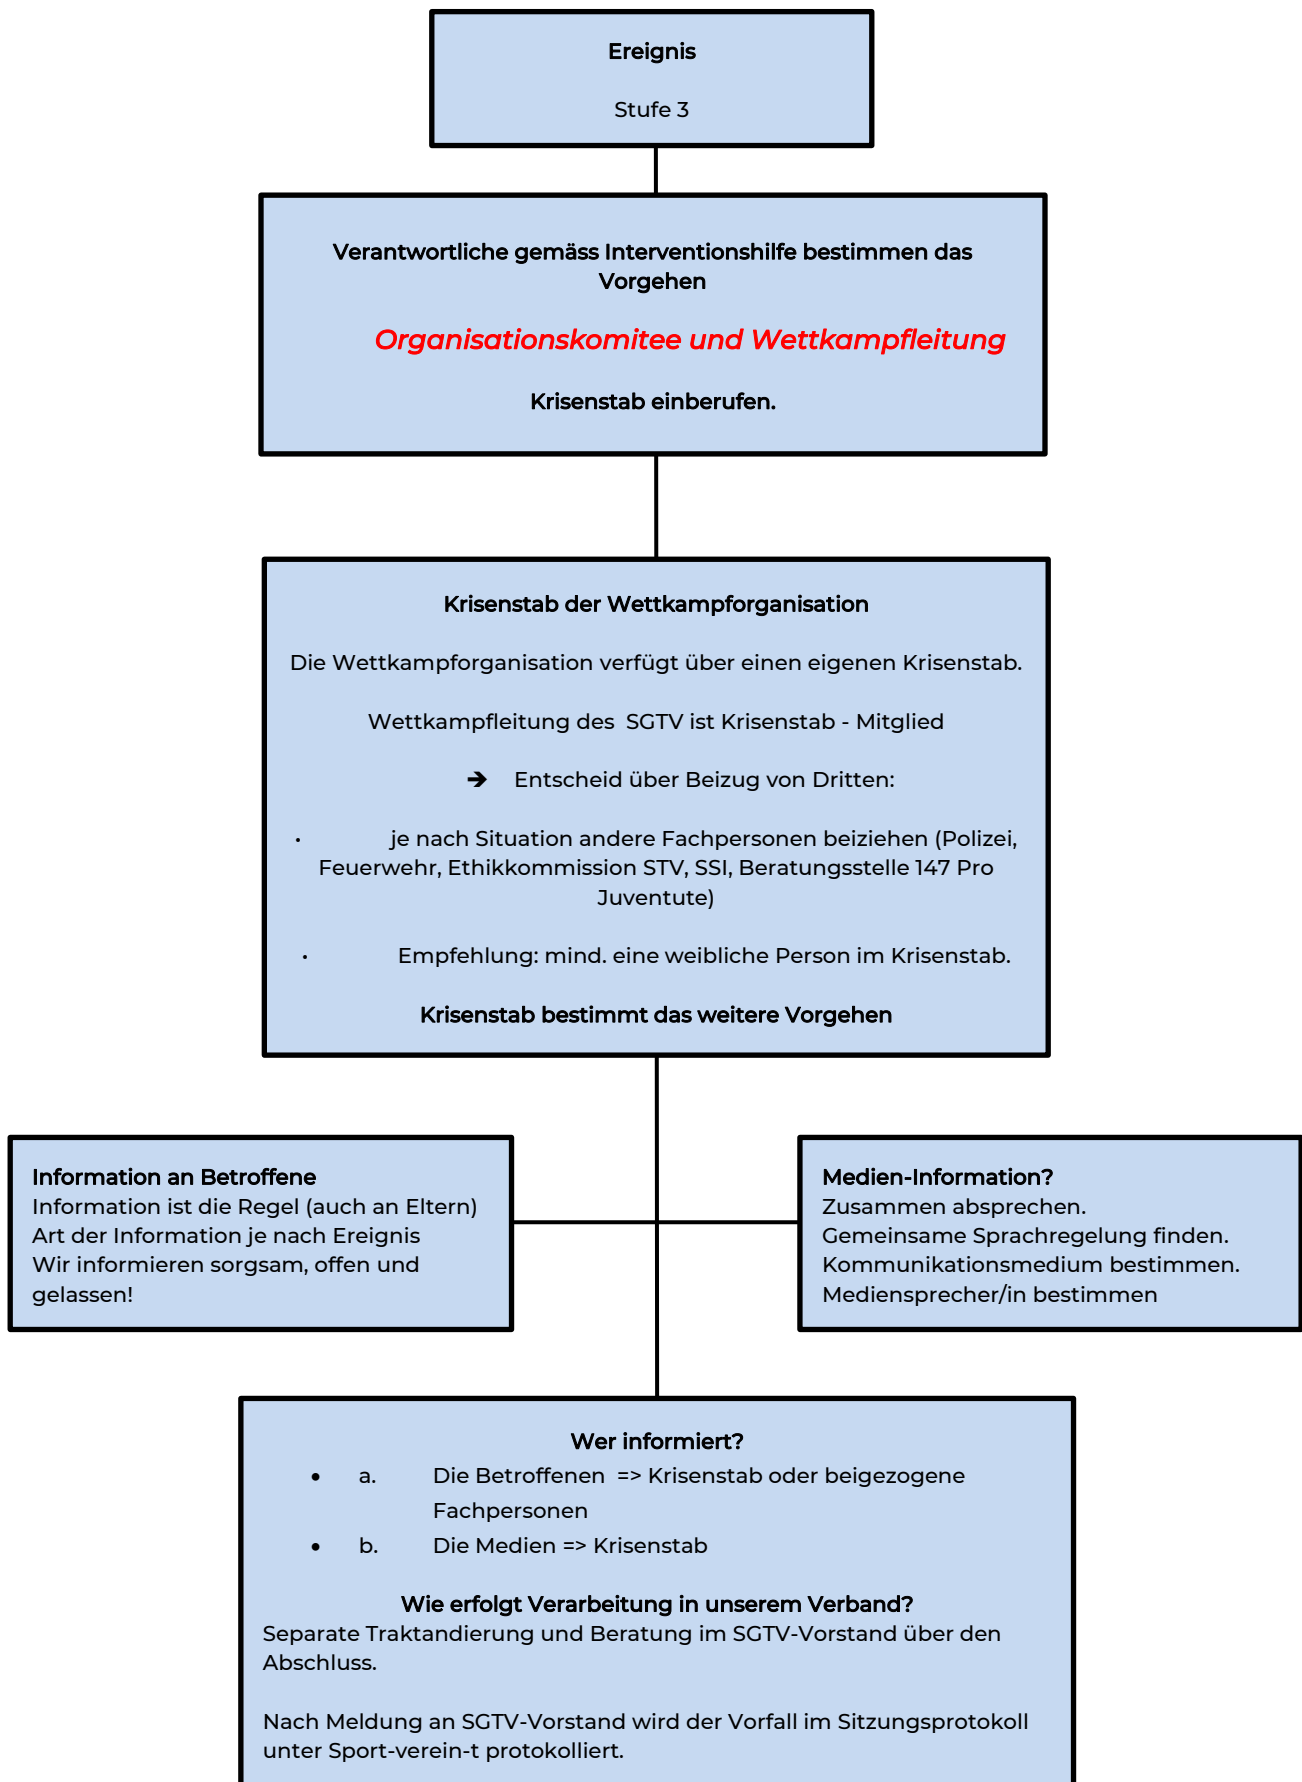 Ereignis
Stufe 3
Verantwortliche gemäss Interventionshilfe bestimmen das
Vorgehen
Organisationskomitee und Wettkampfleitung
Krisenstab einberufen.
Krisenstab der Wettkampforganisation
Die Wettkampforganisation verfügt über einen eigenen Krisenstab.
Wettkampfleitung des  SGTV ist Krisenstab - Mitglied
➔ Entscheid über Beizug von Dritten:
· je nach Situation andere Fachpersonen beiziehen (Polizei,
Feuerwehr, Ethikkommission STV, SSI, Beratungsstelle 147 Pro
Juventute)
· Empfehlung: mind. eine weibliche Person im Krisenstab.
Krisenstab bestimmt das weitere Vorgehen
Information an Betroffene
Information ist die Regel (auch an Eltern)
Art der Information je nach Ereignis
Wir informieren sorgsam, offen und
gelassen!
Medien-Information?
Zusammen absprechen.
Gemeinsame Sprachregelung finden.
Kommunikationsmedium bestimmen.
Mediensprecher/in bestimmen
Wer informiert?
• a. Die Betroffenen  => Krisenstab oder beigezogene
Fachpersonen
• b. Die Medien => Krisenstab
Wie erfolgt Verarbeitung in unserem Verband?
Separate Traktandierung und Beratung im SGTV-Vorstand über den
Abschluss.
Nach Meldung an SGTV-Vorstand wird der Vorfall im Sitzungsprotokoll
unter Sport-verein-t protokolliert.